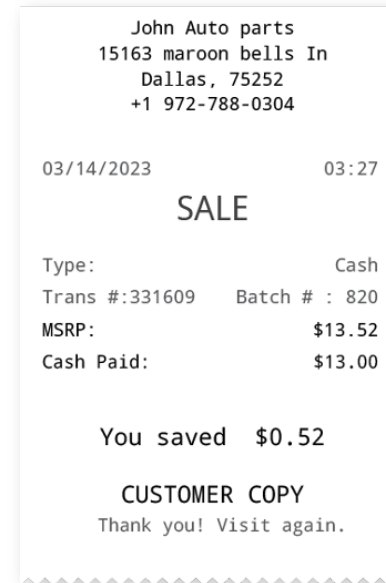 John Auto parts
15163 maroon bells In
Dallas, 75252
+1 972-788-0304
03/14/2023 03:27
SALE
Type: Cash
Trans #:331609 Batch # : 820
MSRP: $13.52
Cash Paid: $13.00
You saved $0.52
CUSTOMER COPY
Thank you! Visit again.